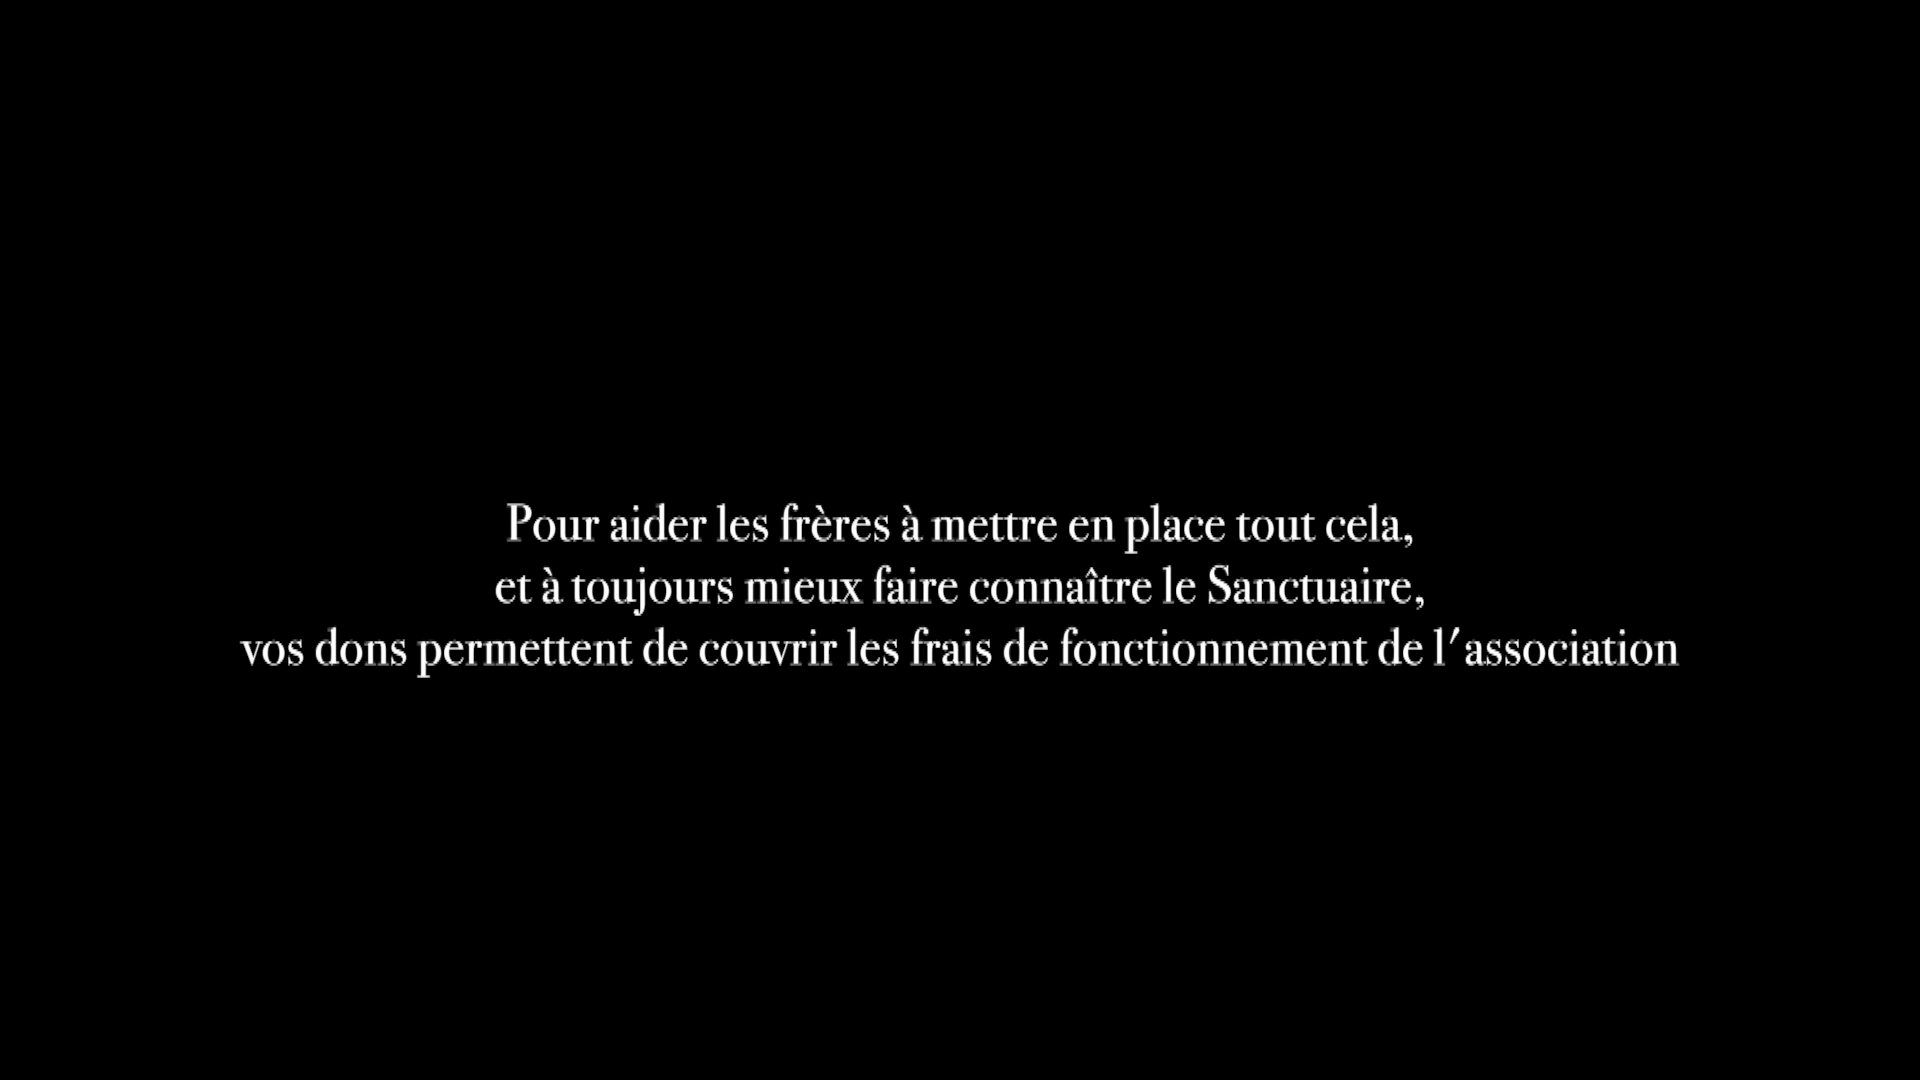 Pour aider les frères à mettre en place tout cela,
et à toujours mieux faire connaître le Sanctuaire,
vos dons permettent de couvrir les frais de fonctionnement de l'association